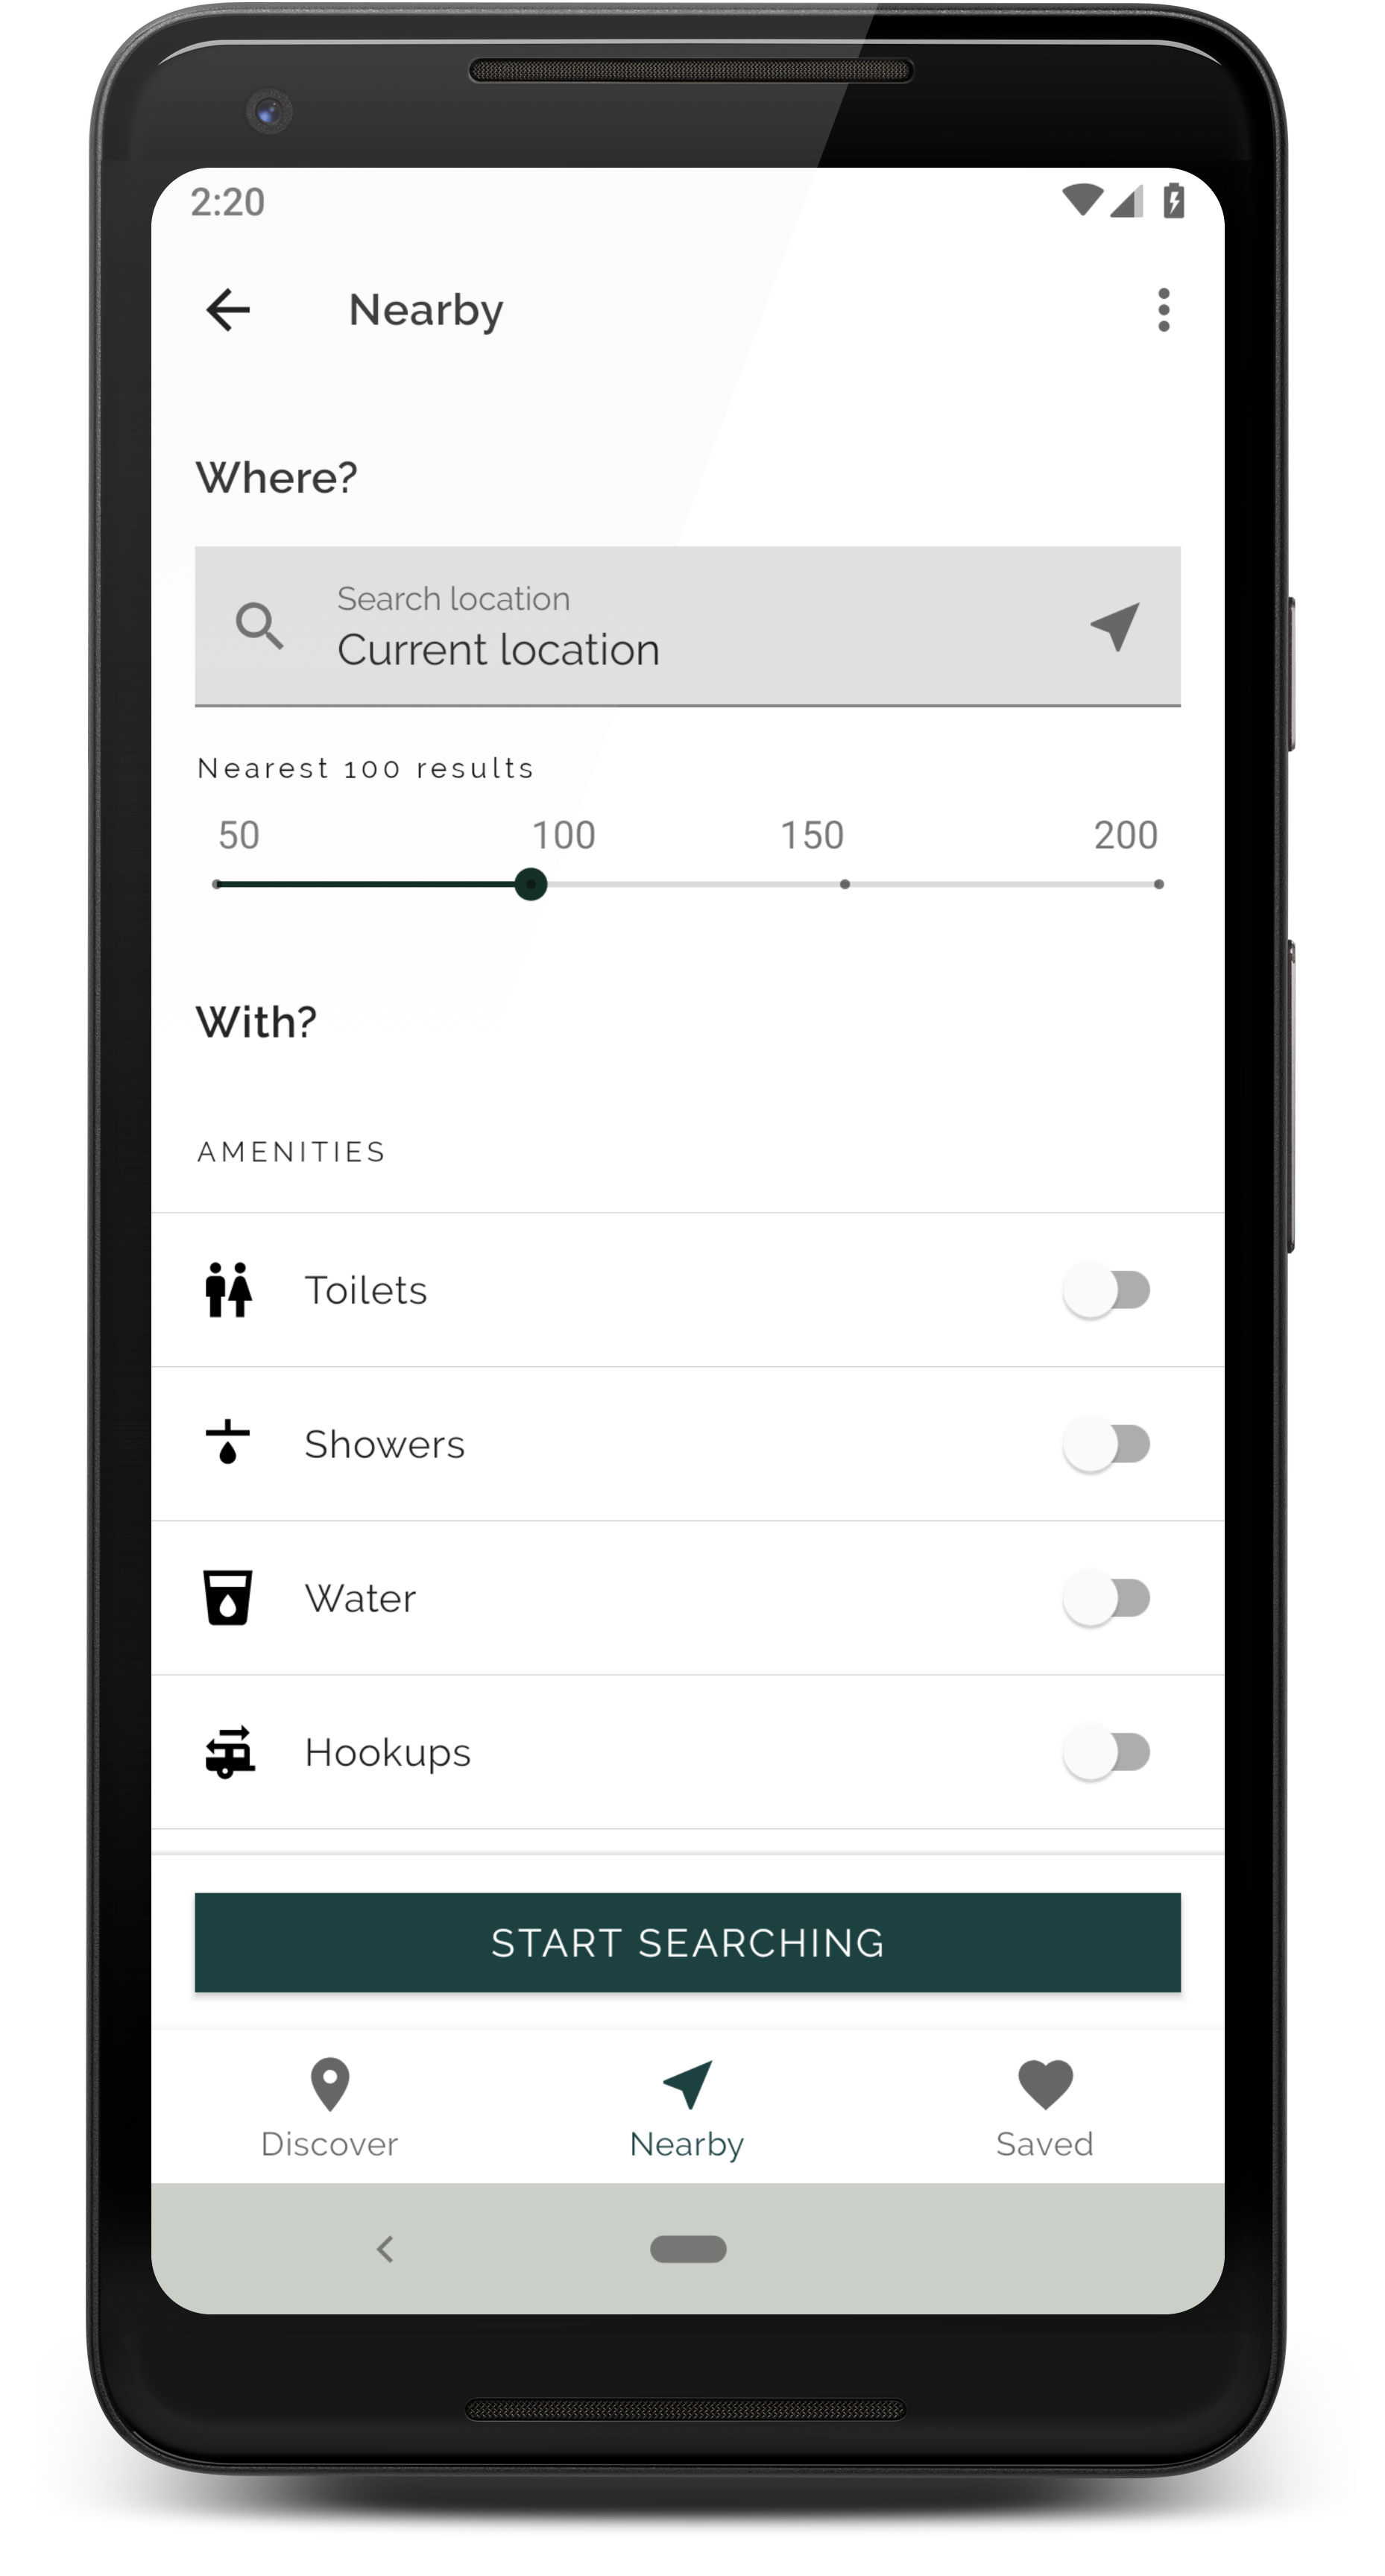 2:20
Nearby
Where?
Search location
Current location
Nearest 100 results
50 100 150 200
With?
AMENITIES
Toilets
Showers
Water
Hookups
START SEARCHING
Discover Nearby Saved